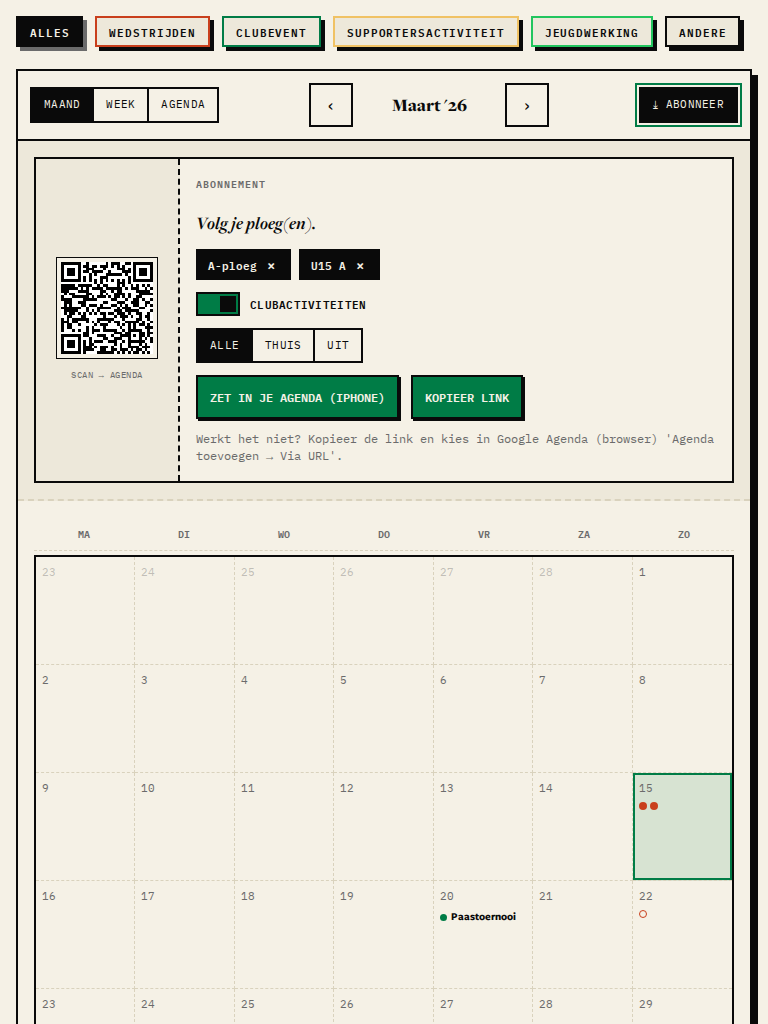 ALLES WEDSTRIJDEN CLUBEVENT SUPPORTERSACTIVITEIT JEUGDWERKING ANDERE
MAAND WEEK AGENDA ‹ Maart '26 › ⤓ ABONNEER
ABONNEMENT
Volg je ploeg(en).
A-ploeg × U15 A ×
CLUBACTIVITEITEN
ALLE THUIS UIT
ZET IN JE AGENDA (IPHONE) KOPIEER LINK
SCAN → AGENDA
Werkt het niet? Kopieer de link en kies in Google Agenda (browser) 'Agenda
toevoegen → Via URL'.
MA DI WO DO VR ZA ZO
23 24 25 26 27 28 1
2 3 4 5 6 7 8
9 10 11 12 13 14 15
16 17 18 19 20 21 22
Paastoernooi
23 24 25 26 27 28 29